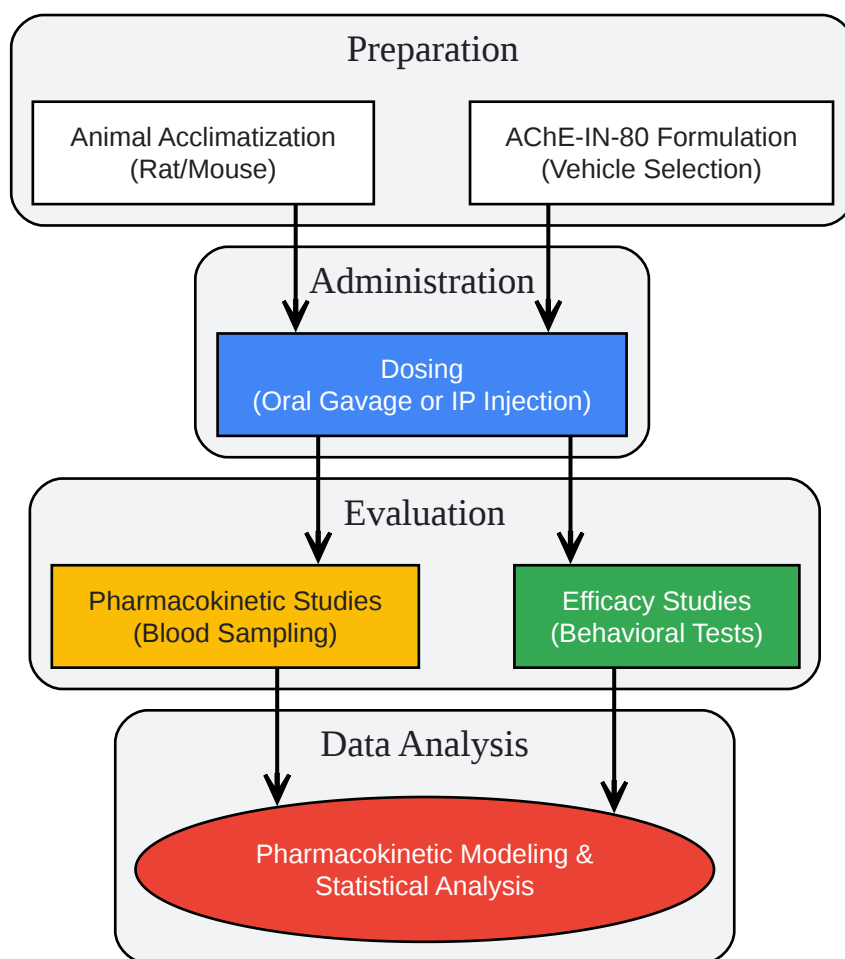 Preparation
Animal Acclimatization
(Rat/Mouse)
AChE-IN-80 Formulation
(Vehicle Selection)
Administration
Dosing
(Oral Gavage or IP Injection)
Evaluation
Pharmacokinetic Studies
(Blood Sampling)
Efficacy Studies
(Behavioral Tests)
Data Analysis
Pharmacokinetic Modeling &
Statistical Analysis